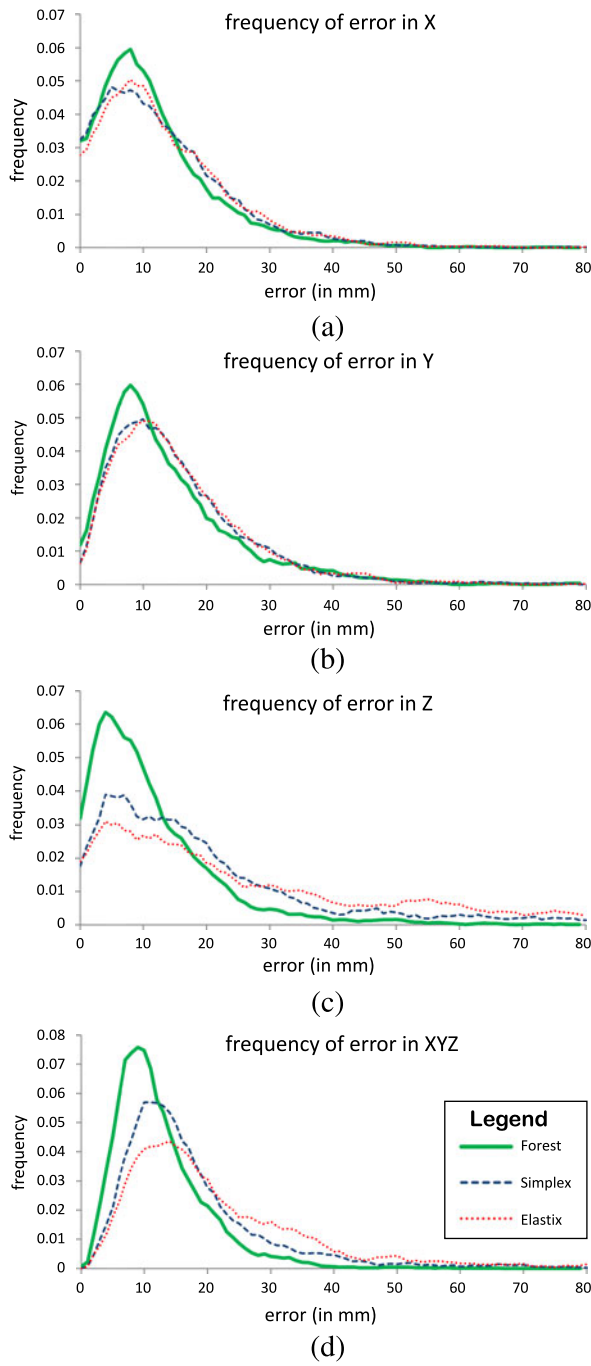 frequency of error in X
0.07
0.06
0.05
0.04
0.03
0.02
0.01
0
frequency
0 10 20 30 40 50 60 70 80
error (in mm)
(a)
frequency of error in Y
0.07
0.06
0.05
0.04
0.03
0.02
0.01
0
frequency
0 10 20 30 40 50 60 70 80
error (in mm)
(b)
frequency of error in Z
0.07
0.06
0.05
0.04
0.03
0.02
0.01
0
frequency
0 10 20 30 40 50 60 70 80
error (in mm)
(c)
frequency of error in XYZ
0.08
0.07
0.06
0.05
0.04
0.03
0.02
0.01
0
frequency
Legend
Forest
Simplex
Elastix
0 10 20 30 40 50 60 70 80
error (in mm)
(d)